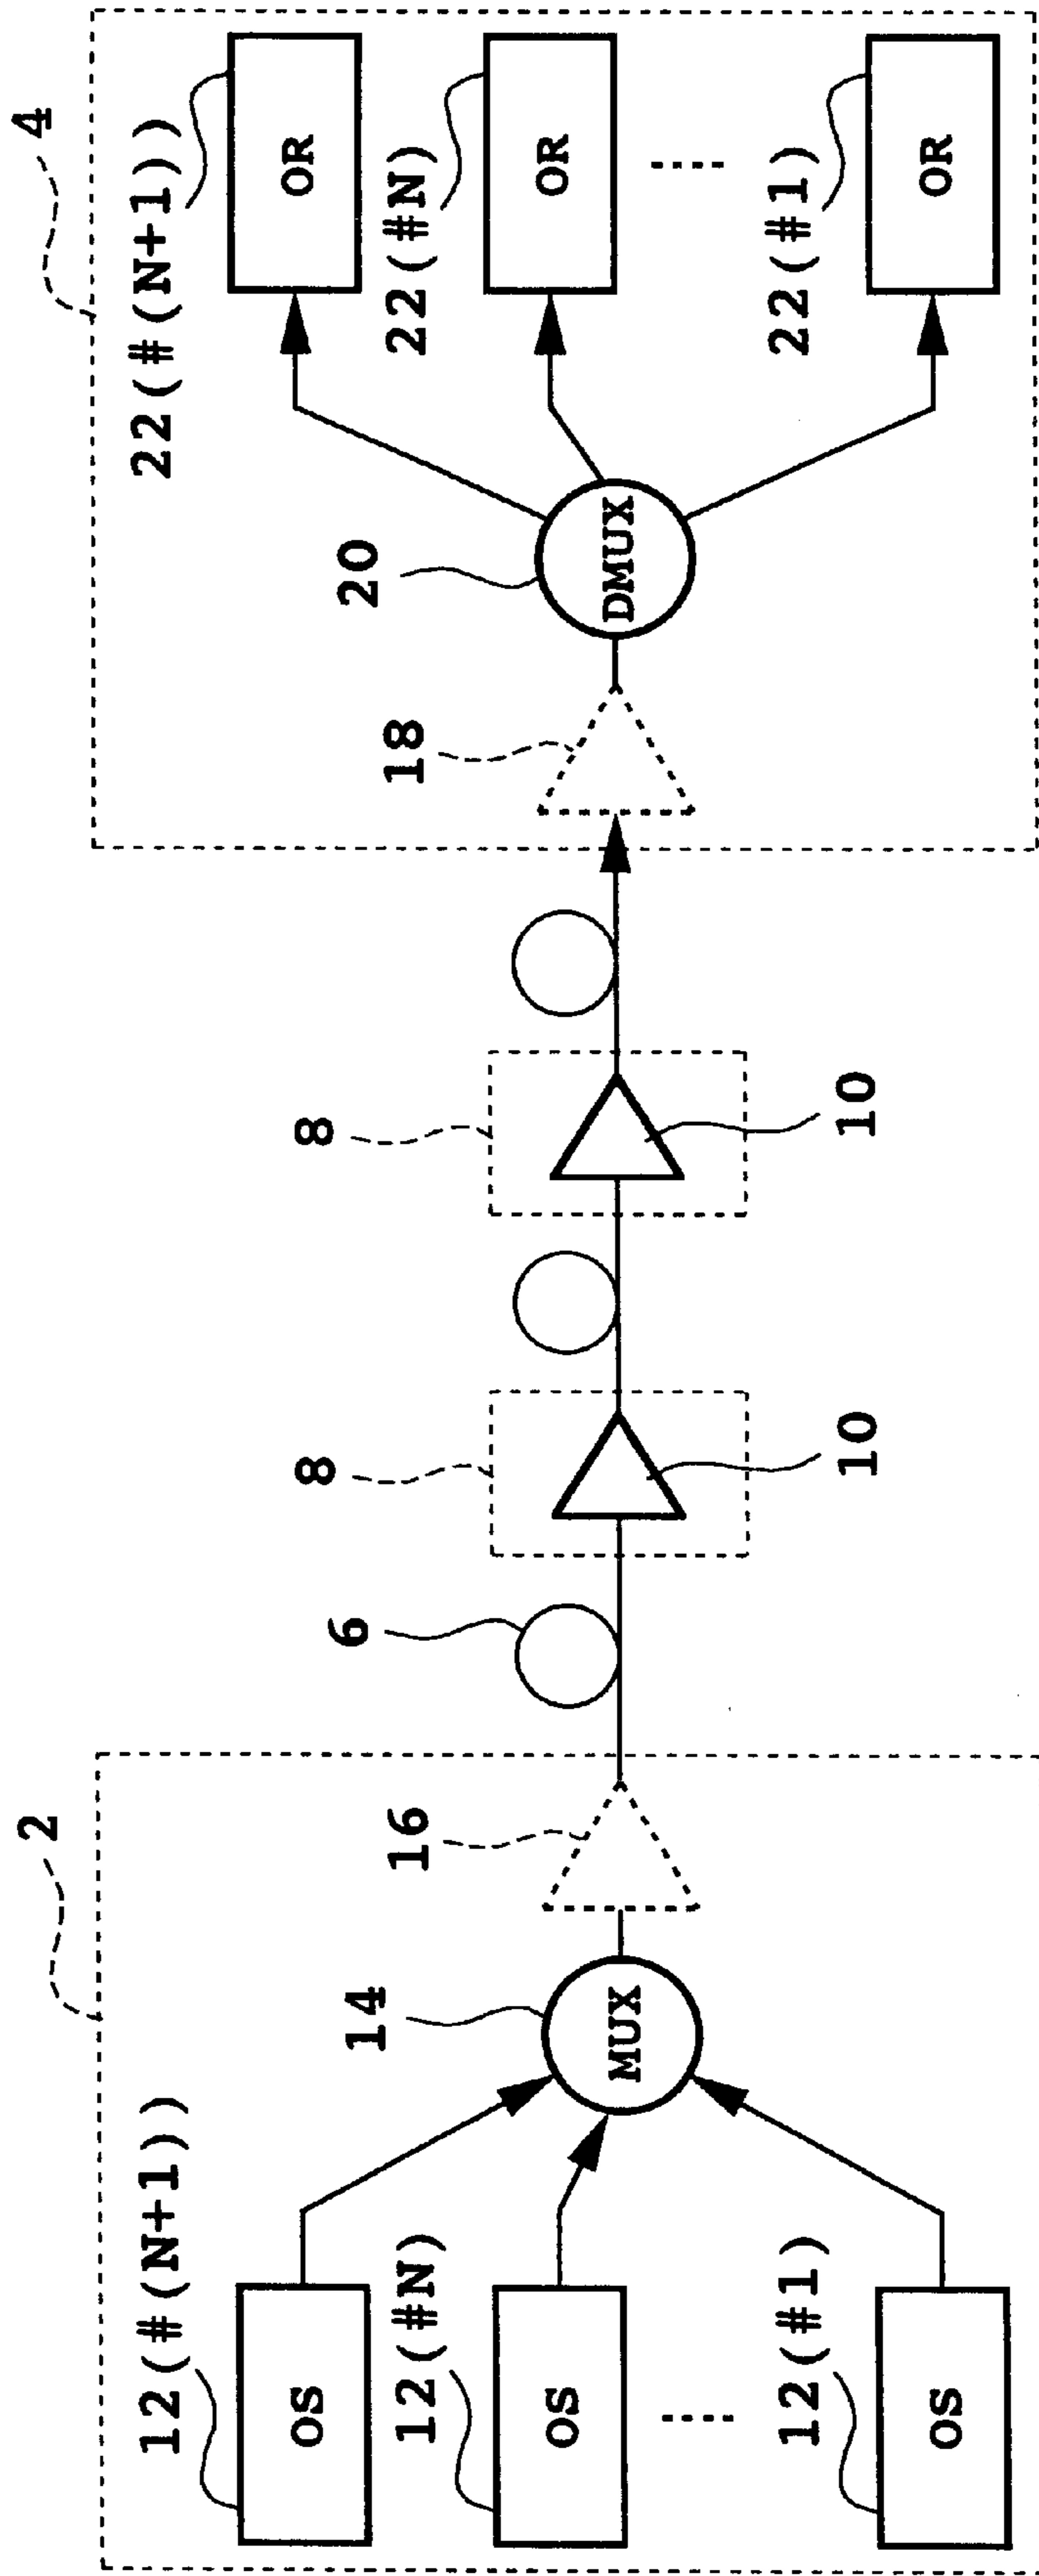 2
12(#(N+1))
OS
12(#N)
OS
12(#1)
OS
14
MUX
16
6
8
10
8
10
4
18
20
DMUX
22(#(N+1))
OR
22(#N)
OR
22(#1)
OR